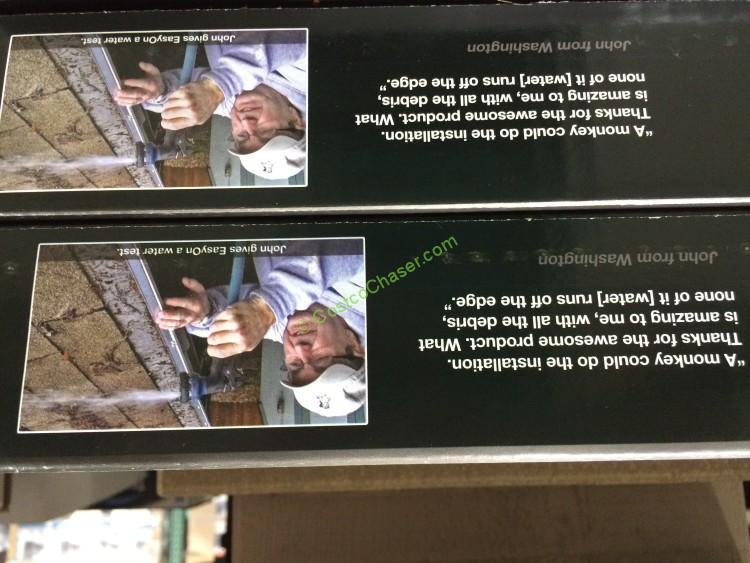 "A monkey could do the installation.
Thanks for the awesome product. What
is amazing to me, with all the debris,
none of it [water] runs off the edge."
John from Washington
John gives EasyOn a water test.
"A monkey could do the installation.
Thanks for the awesome product. What
is amazing to me, with all the debris,
none of it [water] runs off the edge."
John from Washington
John gives EasyOn a water test.
CostcoChaser.com